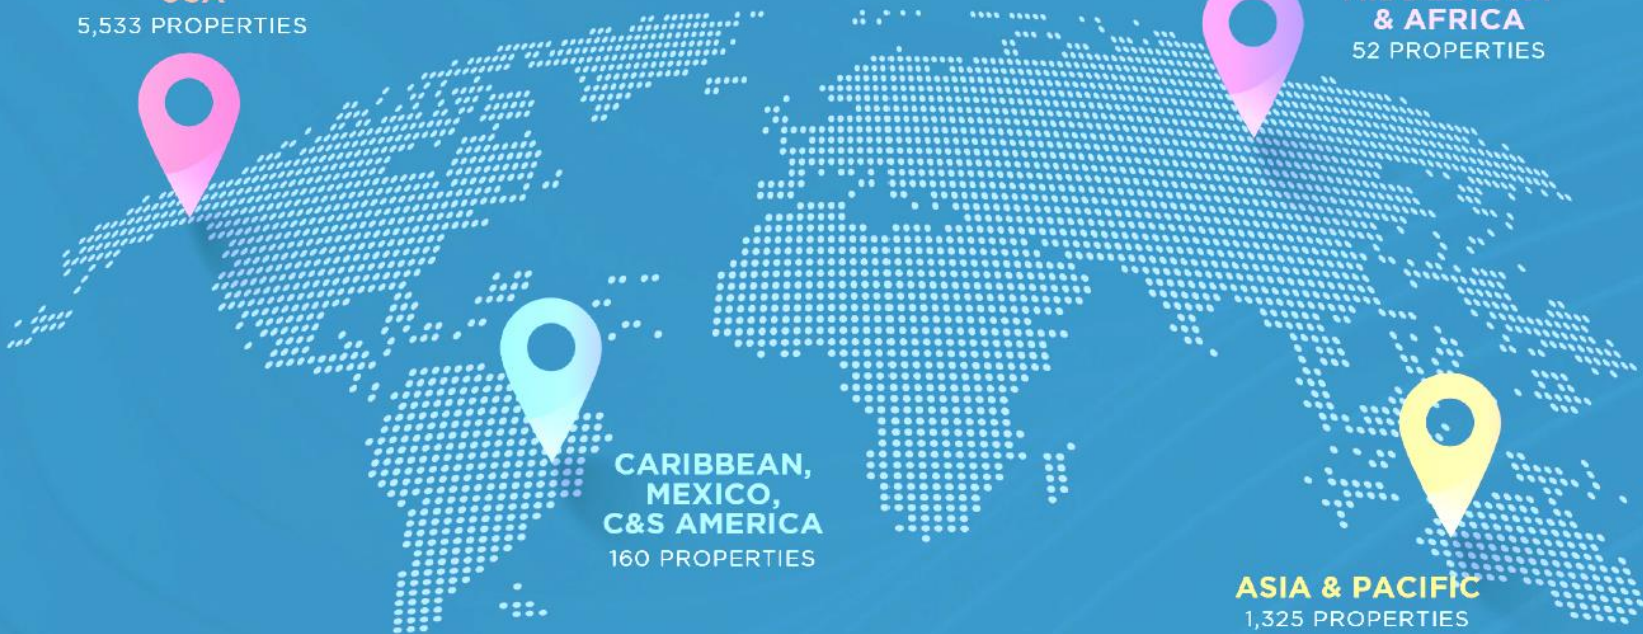 5,533 PROPERTIES
& AFRICA
52 PROPERTIES
CARIBBEAN,
MEXICO,
C&S AMERICA
160 PROPERTIES
ASIA & PACIFIC
1,325 PROPERTIES